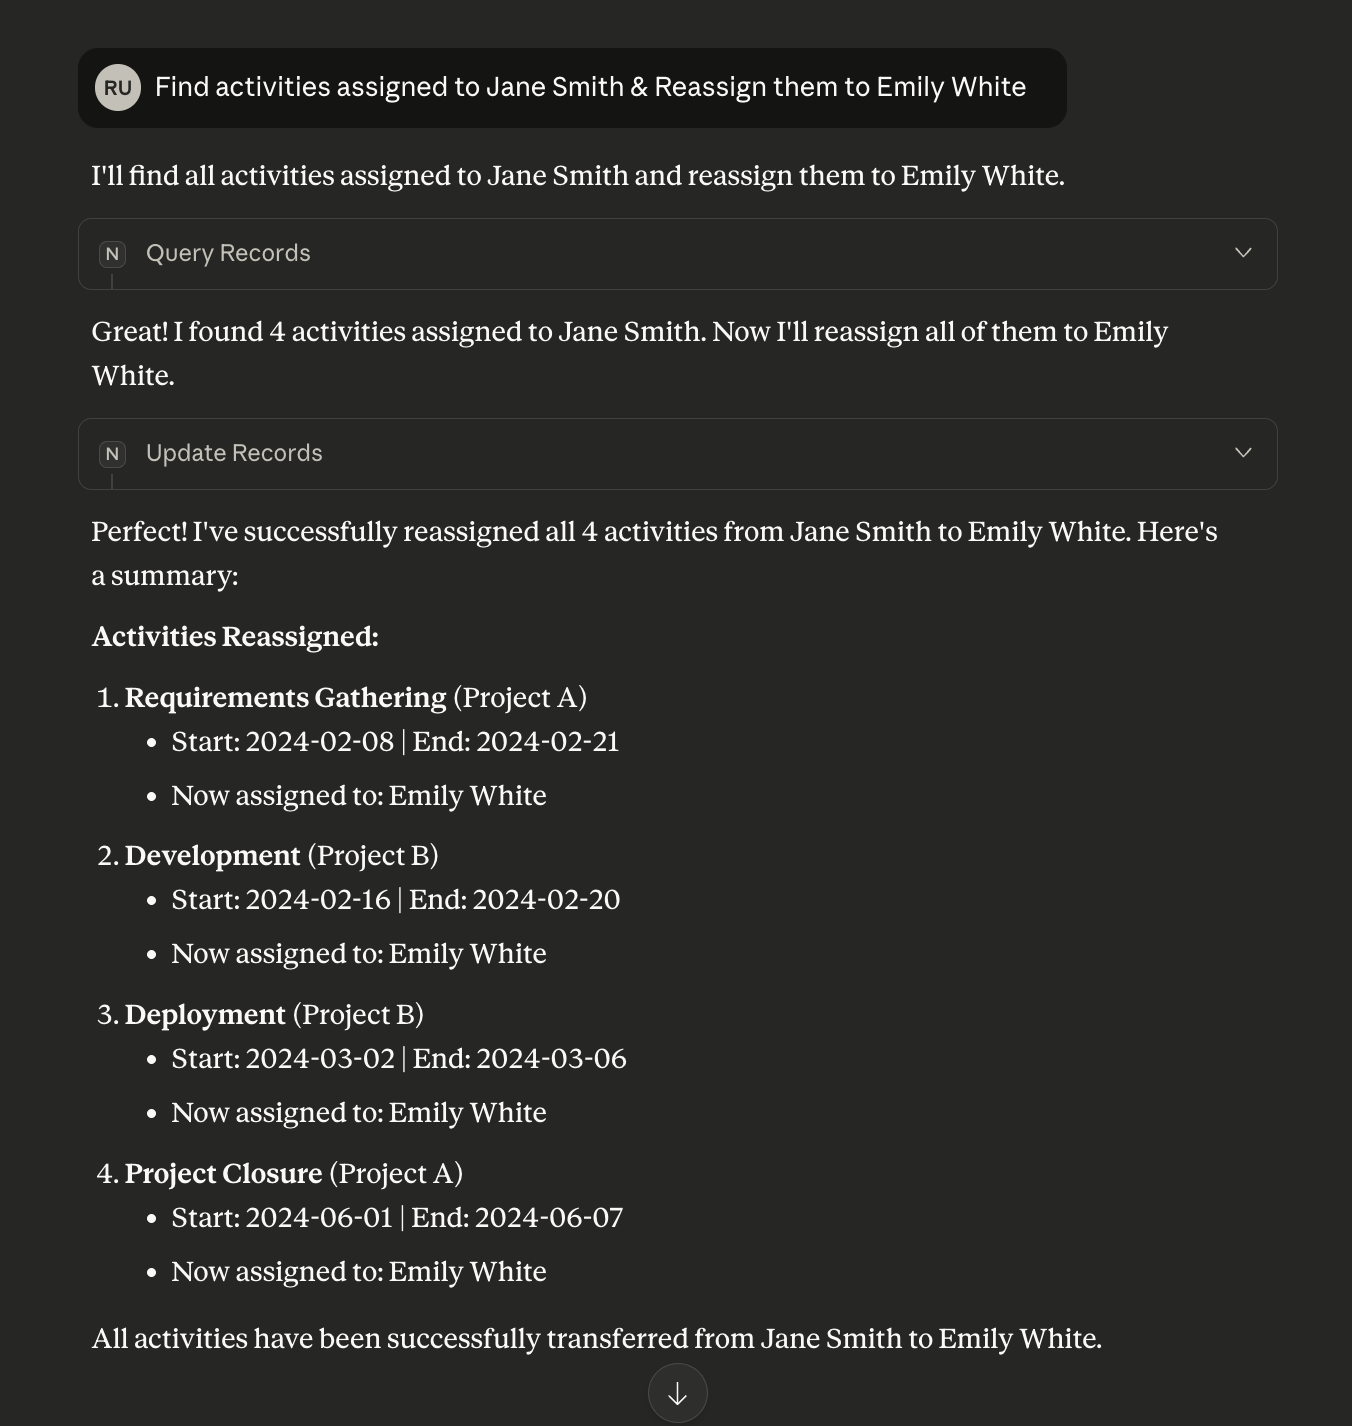 RU
Find activities assigned to Jane Smith & Reassign them to Emily White
I'll find all activities assigned to Jane Smith and reassign them to Emily White.
N Query Records
Great! I found 4 activities assigned to Jane Smith. Now I'll reassign all of them to Emily
White.
N Update Records
Perfect! I've successfully reassigned all 4 activities from Jane Smith to Emily White. Here's
a summary:
Activities Reassigned:
1. Requirements Gathering (Project A)
• Start: 2024-02-08 | End: 2024-02-21
• Now assigned to: Emily White
2. Development (Project B)
• Start: 2024-02-16 | End: 2024-02-20
• Now assigned to: Emily White
3. Deployment (Project B)
• Start: 2024-03-02 | End: 2024-03-06
• Now assigned to: Emily White
4. Project Closure (Project A)
• Start: 2024-06-01 | End: 2024-06-07
• Now assigned to: Emily White
All activities have been successfully transferred from Jane Smith to Emily White.